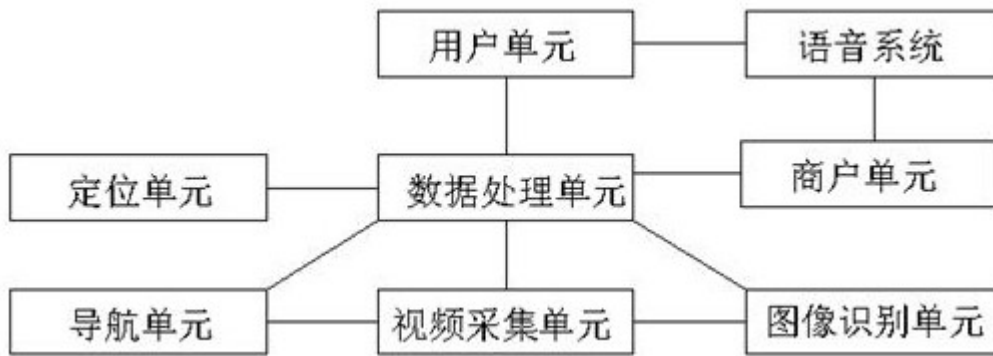 用户单元
语音系统
定位单元
数据处理单元
商户单元
导航单元
视频采集单元
图像识别单元